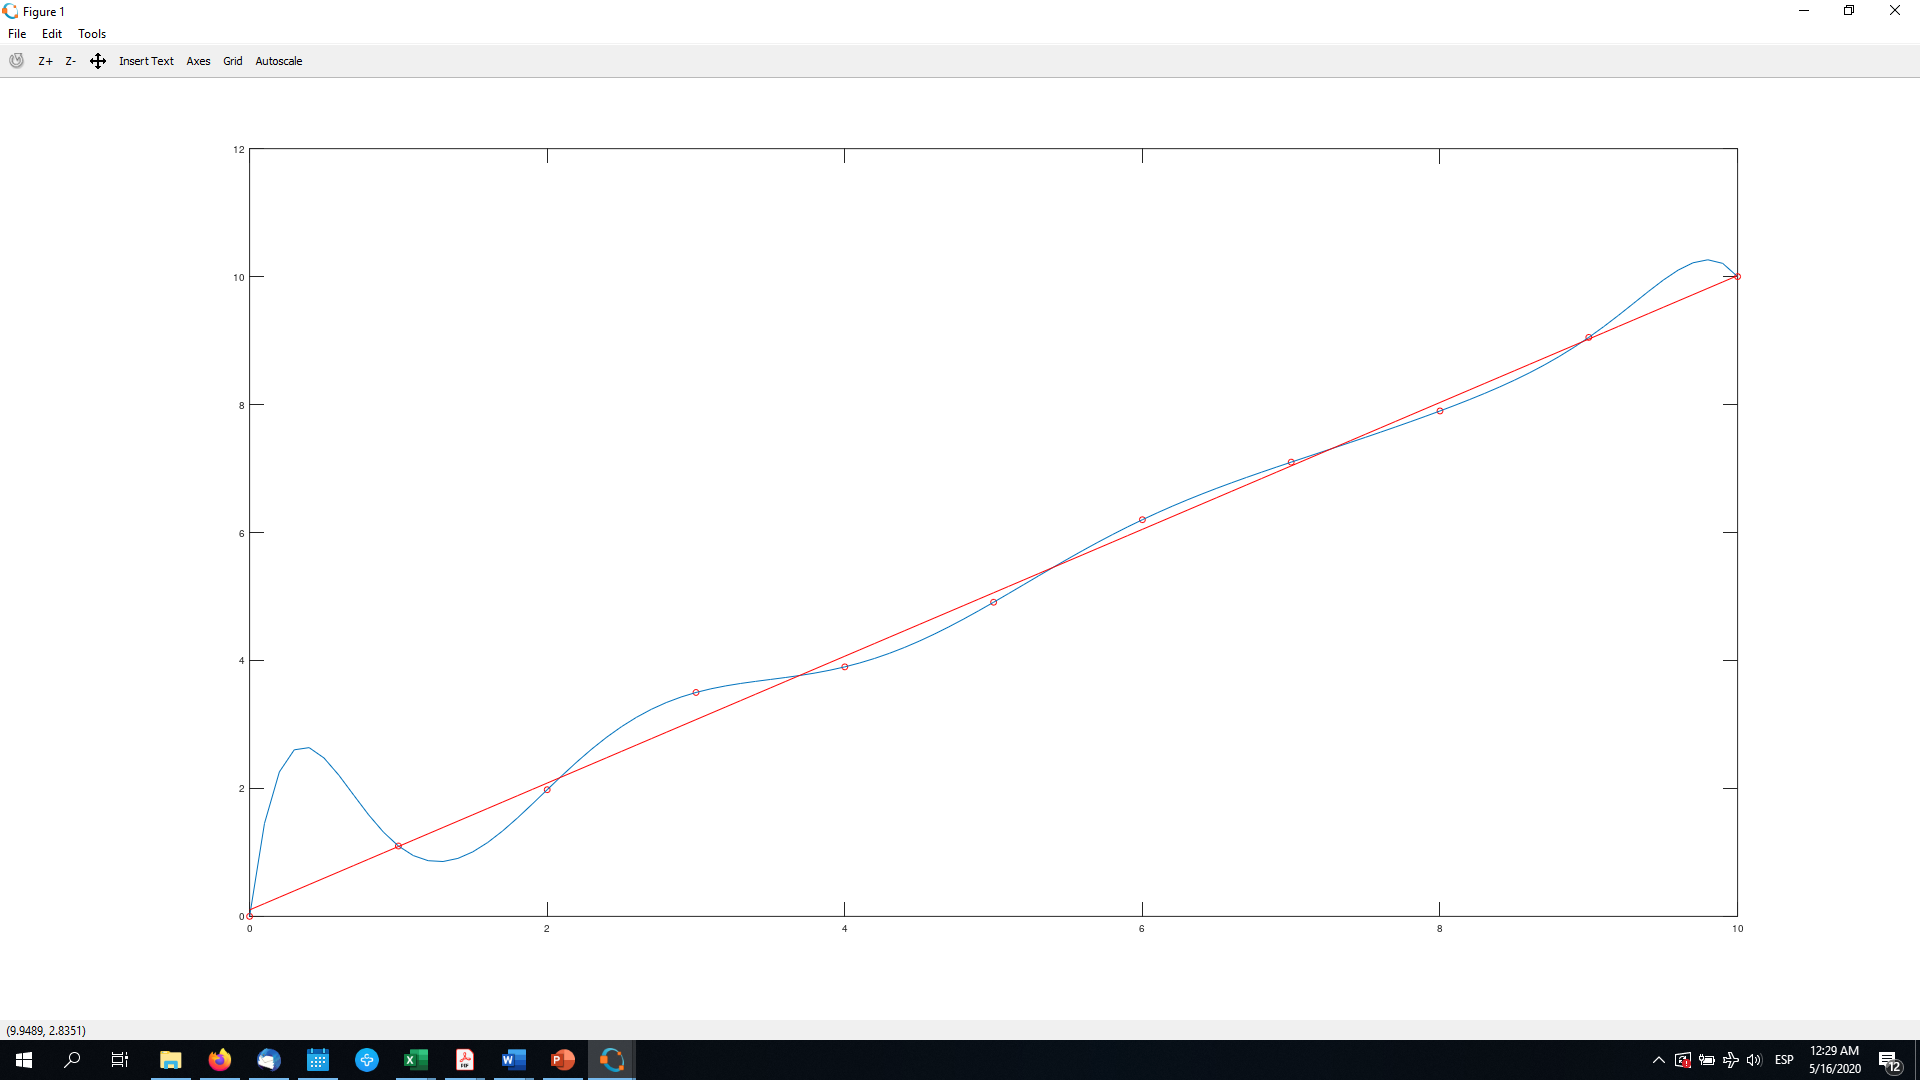 Figure 1
File Edit Tools
Z+ Z- Insert Text Axes Grid Autoscale
12
10
8
6
4
2
0
0 2 4 6 8 10
(9.9489, 2.8351)
ESP
12:29 AM
5/16/2020
12